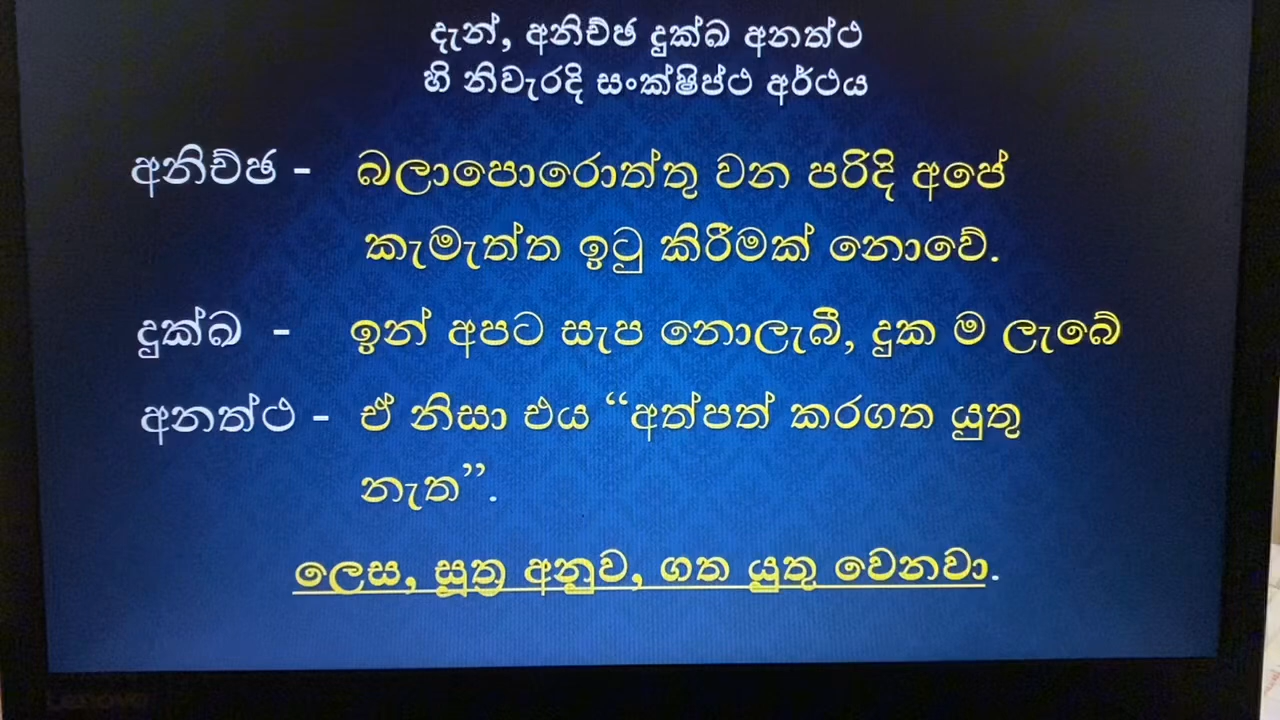 දැන්, අනිච්ඡ දුක්ඛ අනත්ථ
හි නිවැරදි සංක්ෂිප්ථ අර්ථය
අනිච්ඡ - බලාපොරොත්තු වන පරිදි අපේ
කැමැත්ත ඉටු කිරීමක් නොවේ.
දුක්ඛ - ඉන් අපට සැප නොලැබී, දුක ම ලැබේ
අනත්ථ - ඒ නිසා එය “අත්පත් කරගත යුතු
නැත”.
ලෙස, සූත්‍ර අනුව, ගත යුතු වෙනවා.